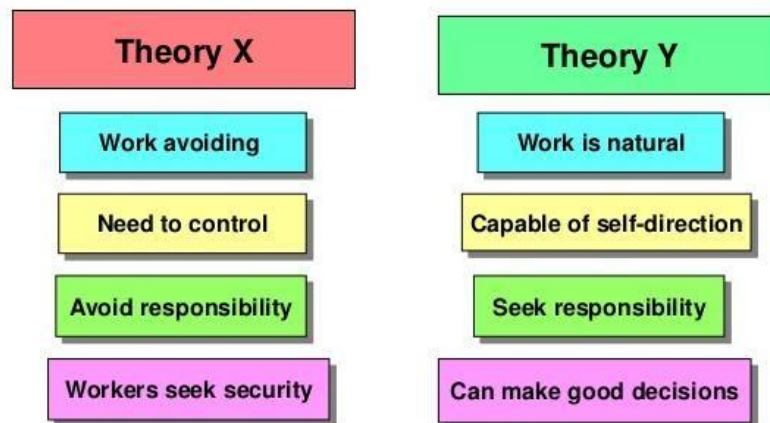 Theory X
Work avoiding
Need to control
Avoid responsibility
Workers seek security
Theory Y
Work is natural
Capable of self-direction
Seek responsibility
Can make good decisions